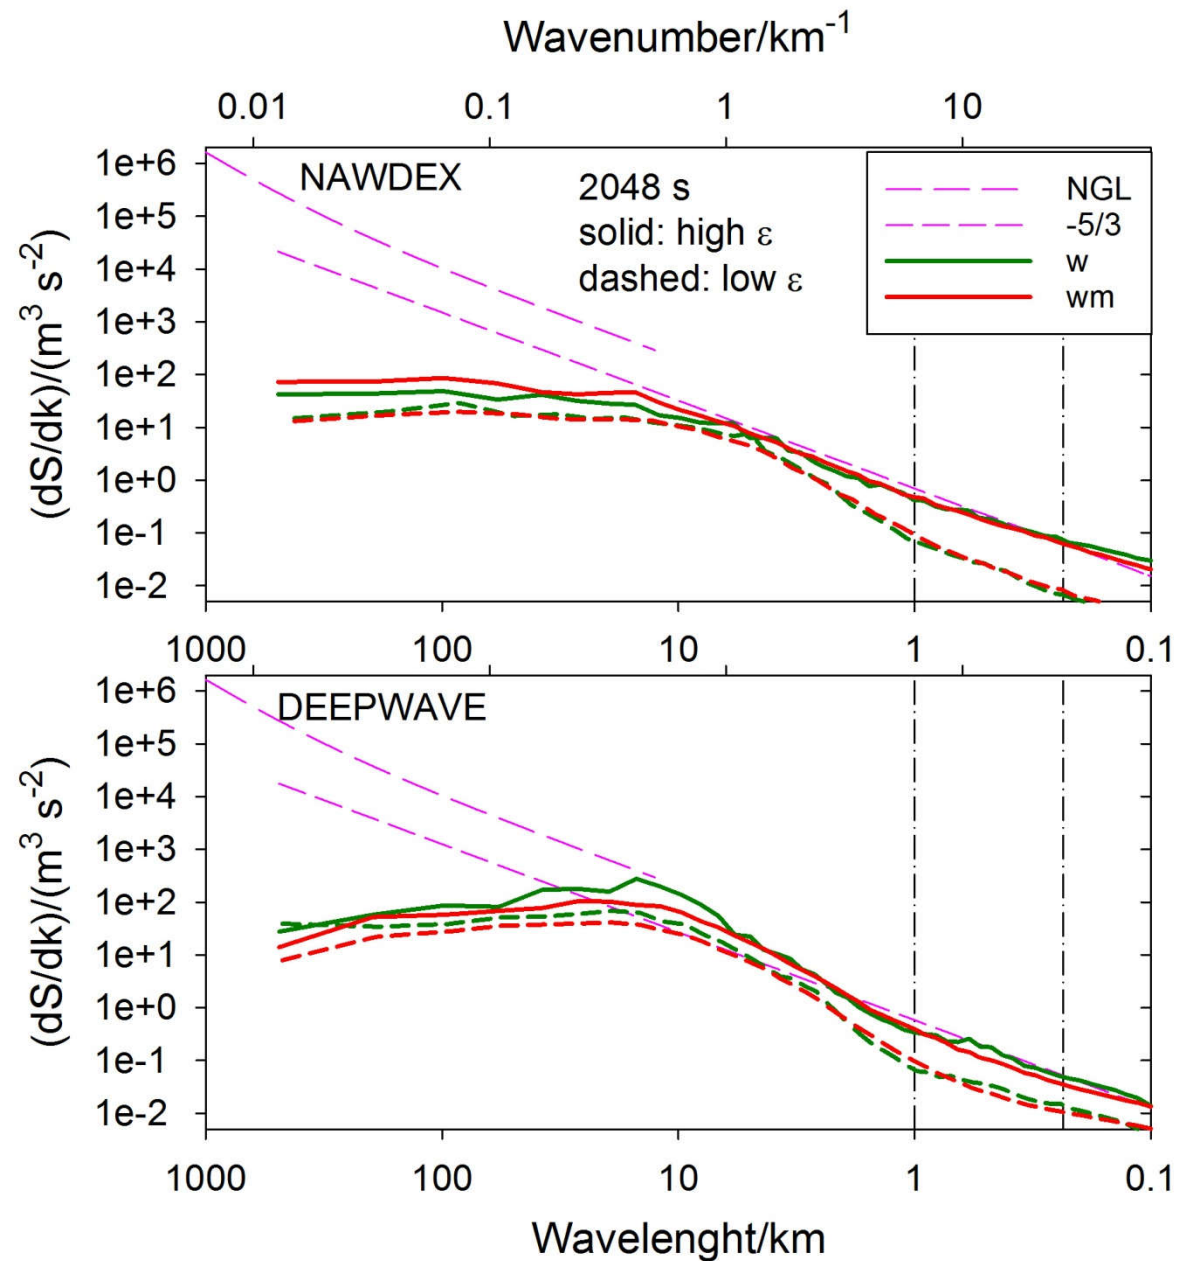 Wavenumber/km⁻¹
0.01 0.1 1 10
(dS/dk)/(m³ s⁻²)
1e+6
1e+5
1e+4
1e+3
1e+2
1e+1
1e+0
1e-1
1e-2
NAWDEX
2048 s
solid: high ε
dashed: low ε
NGL
-5/3
w
wm
1000 100 10 1 0.1
(dS/dk)/(m³ s⁻²)
1e+6
1e+5
1e+4
1e+3
1e+2
1e+1
1e+0
1e-1
1e-2
DEEPWAVE
1000 100 10 1 0.1
Wavelenght/km